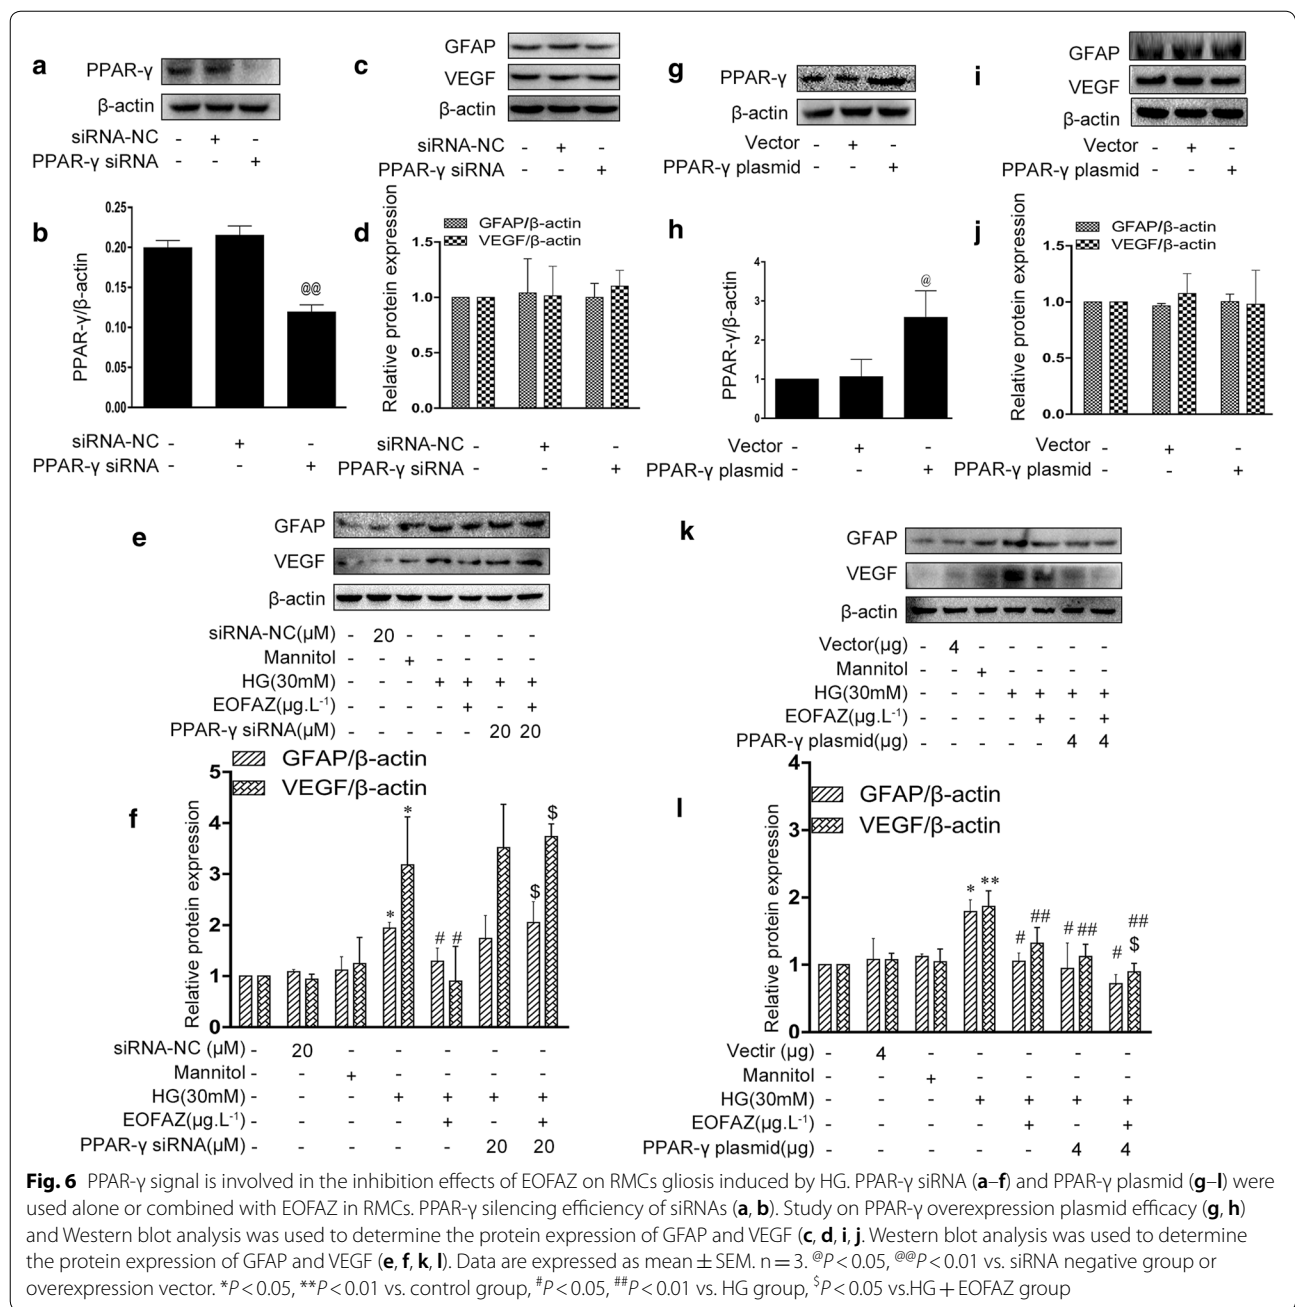 a
PPAR-γ
β-actin
siRNA-NC - + -
PPAR-γ siRNA - - +
c
GFAP
VEGF
β-actin
siRNA-NC - + -
PPAR-γ siRNA - - +
g
PPAR-γ
β-actin
Vector - + -
PPAR-γ plasmid - - +
i
GFAP
VEGF
β-actin
Vector - + -
PPAR-γ plasmid - - +
b
PPAR-γ/β-actin
0.25
0.20
0.15
0.10
0.05
0.00
@@
siRNA-NC - + -
PPAR-γ siRNA - - +
d
GFAP/β-actin
VEGF/β-actin
Relative protein expression
1.5
1.0
0.5
0.0
siRNA-NC - + -
PPAR-γ siRNA - - +
h
PPAR-γ/β-actin
4
3
2
1
0
@
Vector - + -
PPAR-γ plasmid - - +
j
GFAP/β-actin
VEGF/β-actin
Relative protein expression
1.5
1.0
0.5
0.0
Vector - + -
PPAR-γ plasmid - - +
e
GFAP
VEGF
β-actin
siRNA-NC(μM) - 20 - - - - -
Mannitol - - + - - - -
HG(30mM) - - - + + + +
EOFAZ(μg.L⁻¹) - - - - + - +
PPAR-γ siRNA(μM) - - - - - 20 20
k
GFAP
VEGF
β-actin
Vector(μg) - 4 - - - - -
Mannitol - - + - - - -
HG(30mM) - - - + + + +
EOFAZ(μg.L⁻¹) - - - - + - +
PPAR-γ plasmid(μg) - - - - - 4 4
f
GFAP/β-actin
VEGF/β-actin
Relative protein expression
5
4
3
2
1
0
* * # # $ $
siRNA-NC (μM) - 20 - - - - -
Mannitol - - + - - - -
HG(30mM) - - - + + + +
EOFAZ(μg.L⁻¹) - - - - + - +
PPAR-γ siRNA(μM) - - - - - 20 20
l
GFAP/β-actin
VEGF/β-actin
Relative protein expression
4
3
2
1
0
* ** # ## # ## # ## $
Vectir (μg) - 4 - - - - -
Mannitol - - + - - - -
HG(30mM) - - - + + + +
EOFAZ(μg.L⁻¹) - - - - + - +
PPAR-γ plasmid(μg) - - - - - 4 4
Fig. 6 PPAR-γ signal is involved in the inhibition effects of EOFAZ on RMCs gliosis induced by HG. PPAR-γ siRNA (a–f) and PPAR-γ plasmid (g–l) were
used alone or combined with EOFAZ in RMCs. PPAR-γ silencing efficiency of siRNAs (a, b). Study on PPAR-γ overexpression plasmid efficacy (g, h)
and Western blot analysis was used to determine the protein expression of GFAP and VEGF (c, d, i, j. Western blot analysis was used to determine
the protein expression of GFAP and VEGF (e, f, k, l). Data are expressed as mean ± SEM. n = 3. @P < 0.05, @@P < 0.01 vs. siRNA negative group or
overexpression vector. *P < 0.05, **P < 0.01 vs. control group, #P < 0.05, ##P < 0.01 vs. HG group, $P < 0.05 vs.HG + EOFAZ group